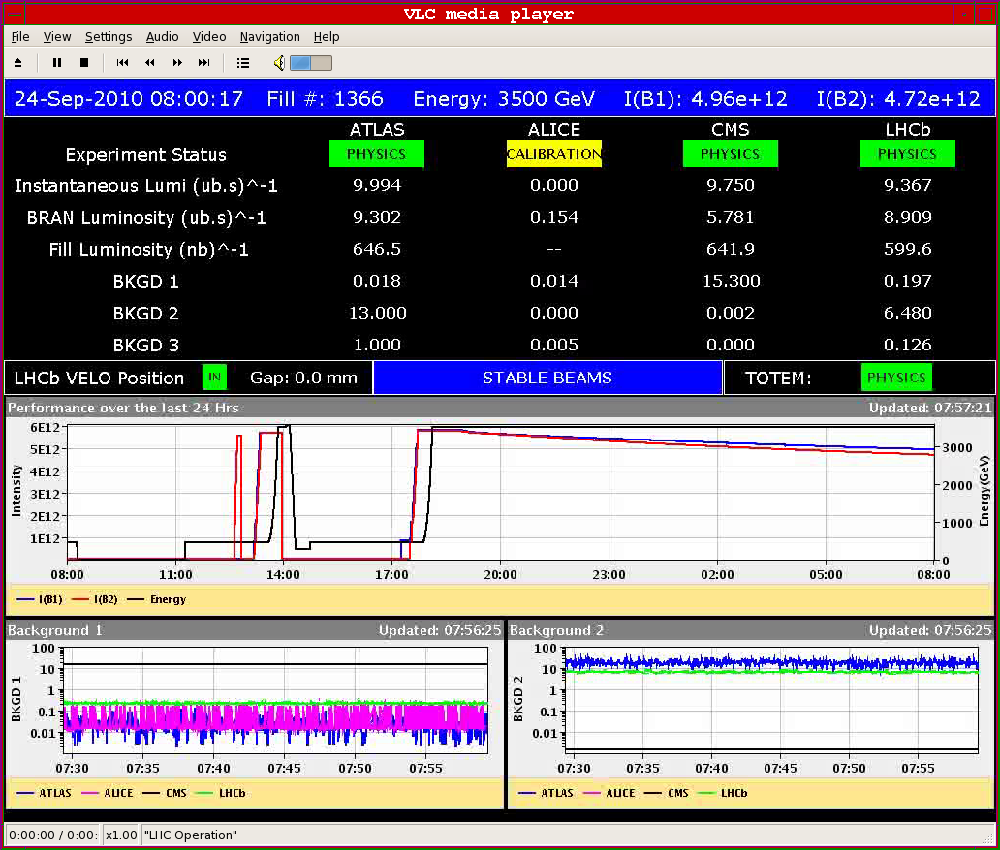 VLC media player
File View Settings Audio Video Navigation Help
24-Sep-2010 08:00:17 Fill #: 1366 Energy: 3500 GeV I(B1): 4.96e+12 I(B2): 4.72e+12
ATLAS ALICE CMS LHCb
Experiment Status PHYSICS CALIBRATION PHYSICS PHYSICS
Instantaneous Lumi (ub.s)^-1 9.994 0.000 9.750 9.367
BRAN Luminosity (ub.s)^-1 9.302 0.154 5.781 8.909
Fill Luminosity (nb)^-1 646.5 -- 641.9 599.6
BKGD 1 0.018 0.014 15.300 0.197
BKGD 2 13.000 0.000 0.002 6.480
BKGD 3 1.000 0.005 0.000 0.126
LHCb VELO Position IN Gap: 0.0 mm STABLE BEAMS TOTEM: PHYSICS
Performance over the last 24 Hrs Updated: 07:57:21
Intensity
6E12
5E12
4E12
3E12
2E12
1E12
3000
2000
1000
0
Energy(GeV)
08:00 11:00 14:00 17:00 20:00 23:00 02:00 05:00 08:00
I(B1) I(B2) Energy
Background 1 Updated: 07:56:25
BKGD 1
100
10
1
0.1
0.01
07:30 07:35 07:40 07:45 07:50 07:55
ATLAS ALICE CMS LHCb
Background 2 Updated: 07:56:25
BKGD 2
100
10
1
0.1
0.01
07:30 07:35 07:40 07:45 07:50 07:55
ATLAS ALICE CMS LHCb
0:00:00 / 0:00: x1.00 "LHC Operation"